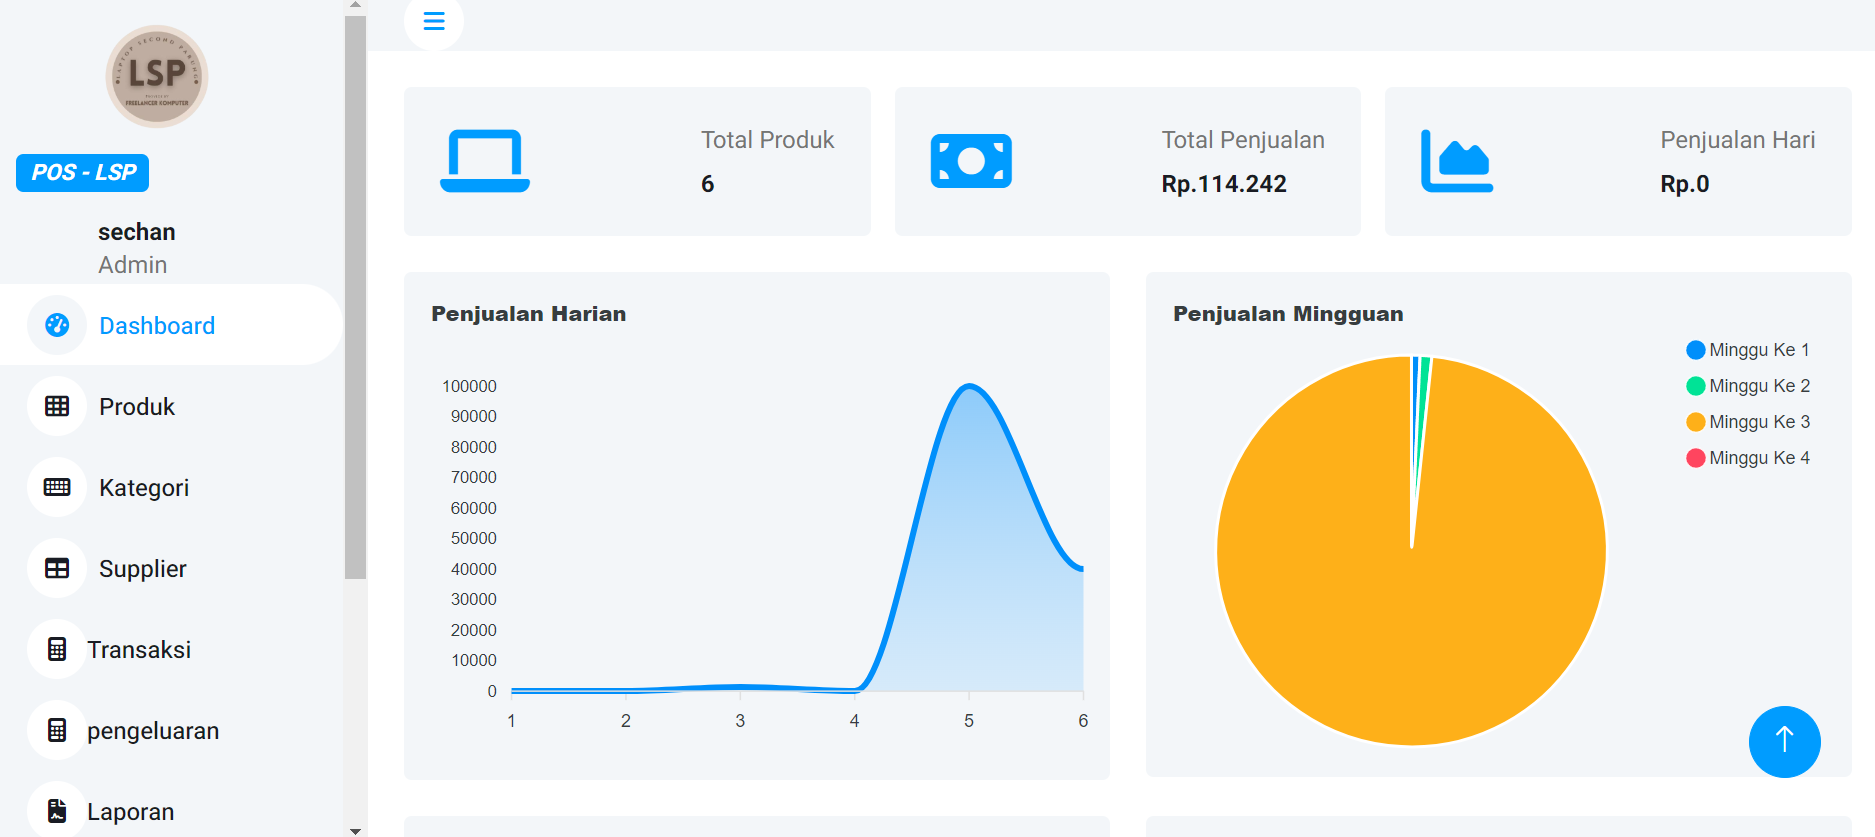 LAPTOP SECOND PARUNG
LSP
FREELANCER KOMPUTER
POS - LSP
sechan
Admin
Dashboard
Produk
Kategori
Supplier
Transaksi
pengeluaran
Laporan
Total Produk
6
Total Penjualan
Rp.114.242
Penjualan Hari
Rp.0
Penjualan Harian
100000
90000
80000
70000
60000
50000
40000
30000
20000
10000
0
1 2 3 4 5 6
Penjualan Mingguan
Minggu Ke 1
Minggu Ke 2
Minggu Ke 3
Minggu Ke 4